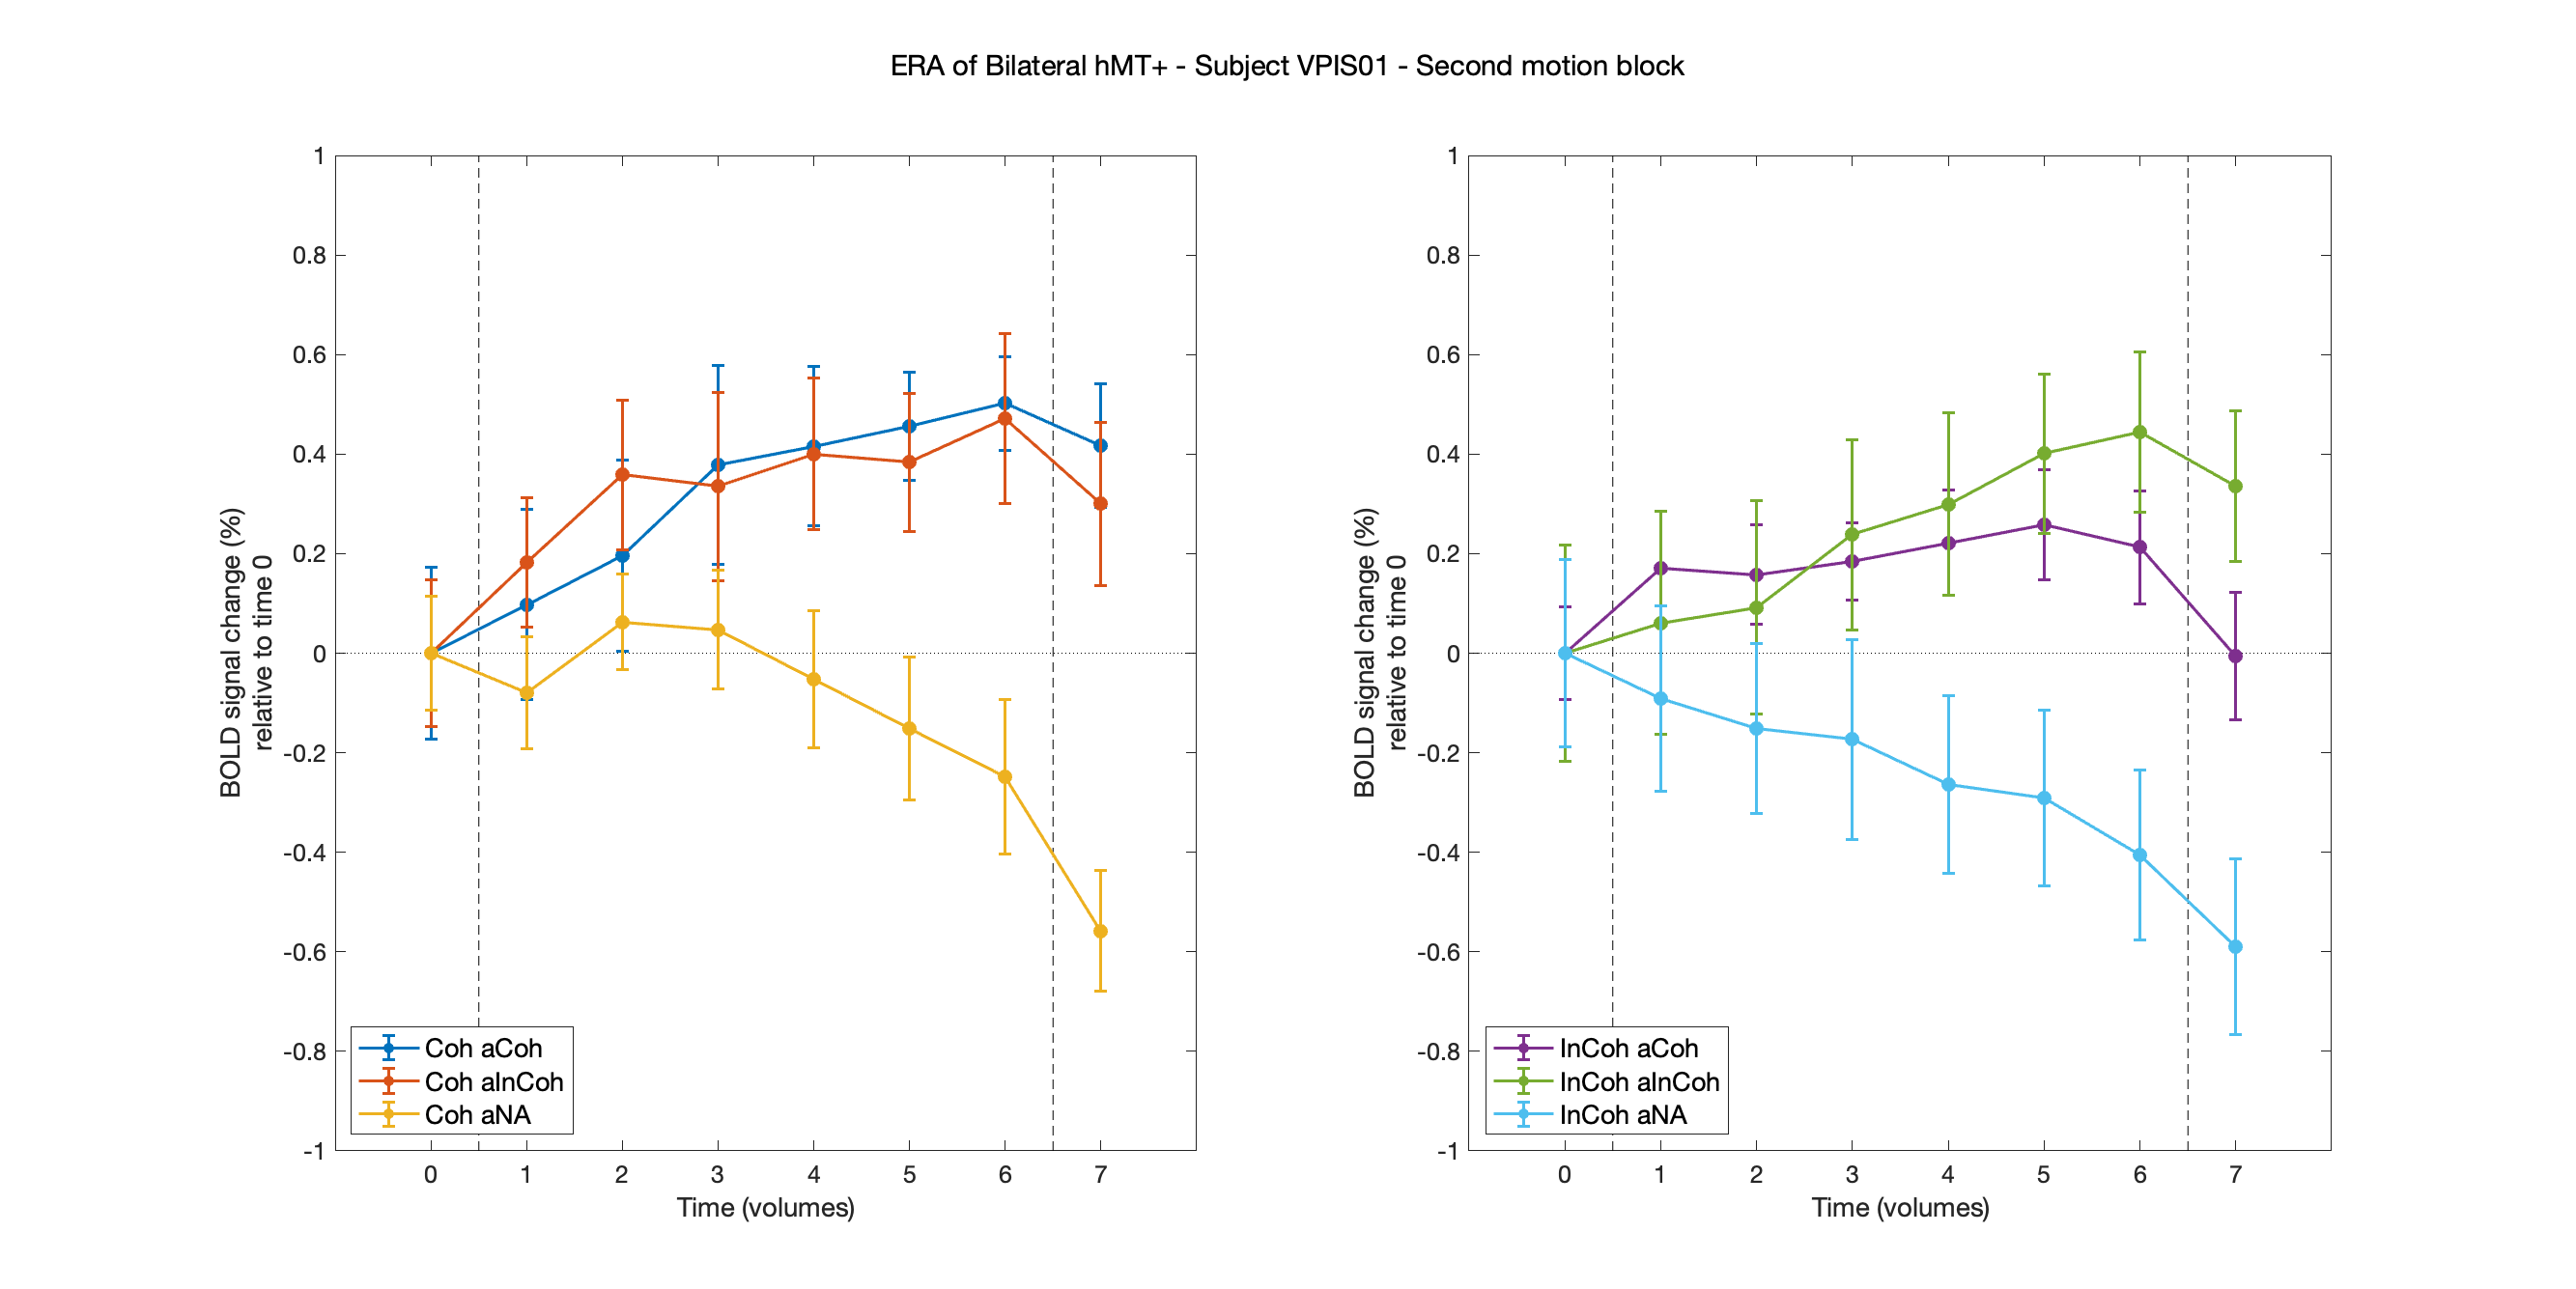 ERA of Bilateral hMT+ - Subject VPIS01 - Second motion block
BOLD signal change (%)
relative to time 0
1
0.8
0.6
0.4
0.2
0
-0.2
-0.4
-0.6
-0.8
-1
0 1 2 3 4 5 6 7
Time (volumes)
Coh aCoh
Coh aInCoh
Coh aNA
BOLD signal change (%)
relative to time 0
1
0.8
0.6
0.4
0.2
0
-0.2
-0.4
-0.6
-0.8
-1
0 1 2 3 4 5 6 7
Time (volumes)
InCoh aCoh
InCoh aInCoh
InCoh aNA